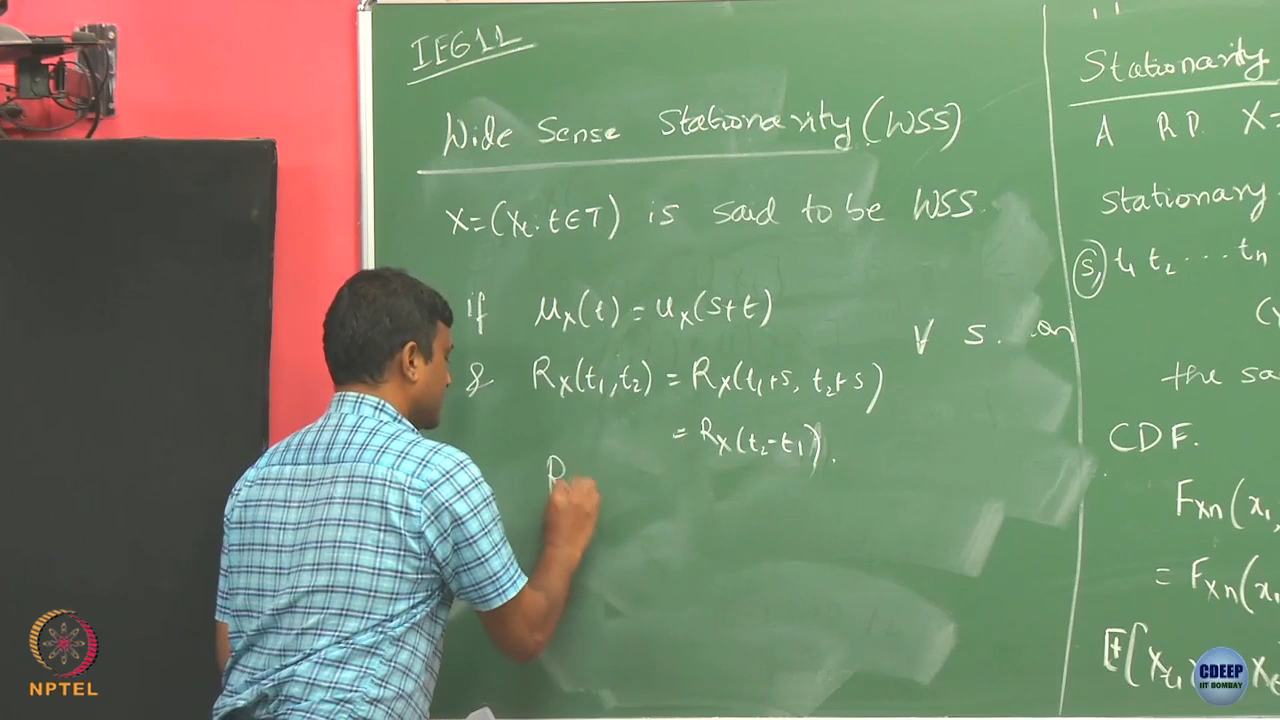 IE611
Wide Sense Stationarity (WSS)
X=(Xt: t∈T) is said to be WSS.
if μX(t) = μX(s+t)
∀ s.
& RX(t1,t2) = RX(t1+s, t2+s)
= RX(t2-t1).
R
Stationarity
A R.P. X=
stationary
s, t1 t2 ... tn
the sa
CDF.
FXn(x1,
= FXn(x1,
E(Xt1
NPTEL
CDEEP
IIT BOMBAY